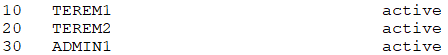 10   TEREM1                           active
20   TEREM2                           active
30   ADMIN1                           active